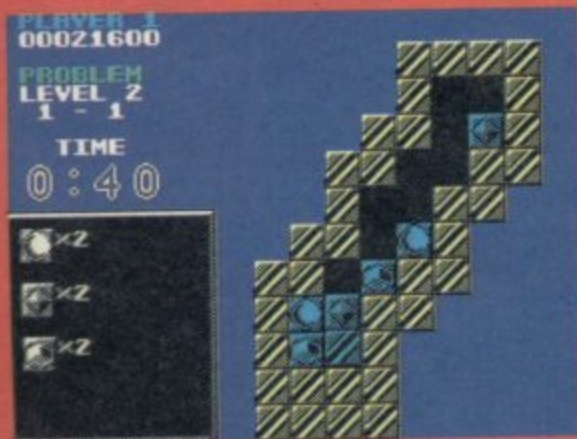 PLAYER 1
00021600
PROBLEM
LEVEL 2
1 - 1
TIME
0:40
×2
×2
×2